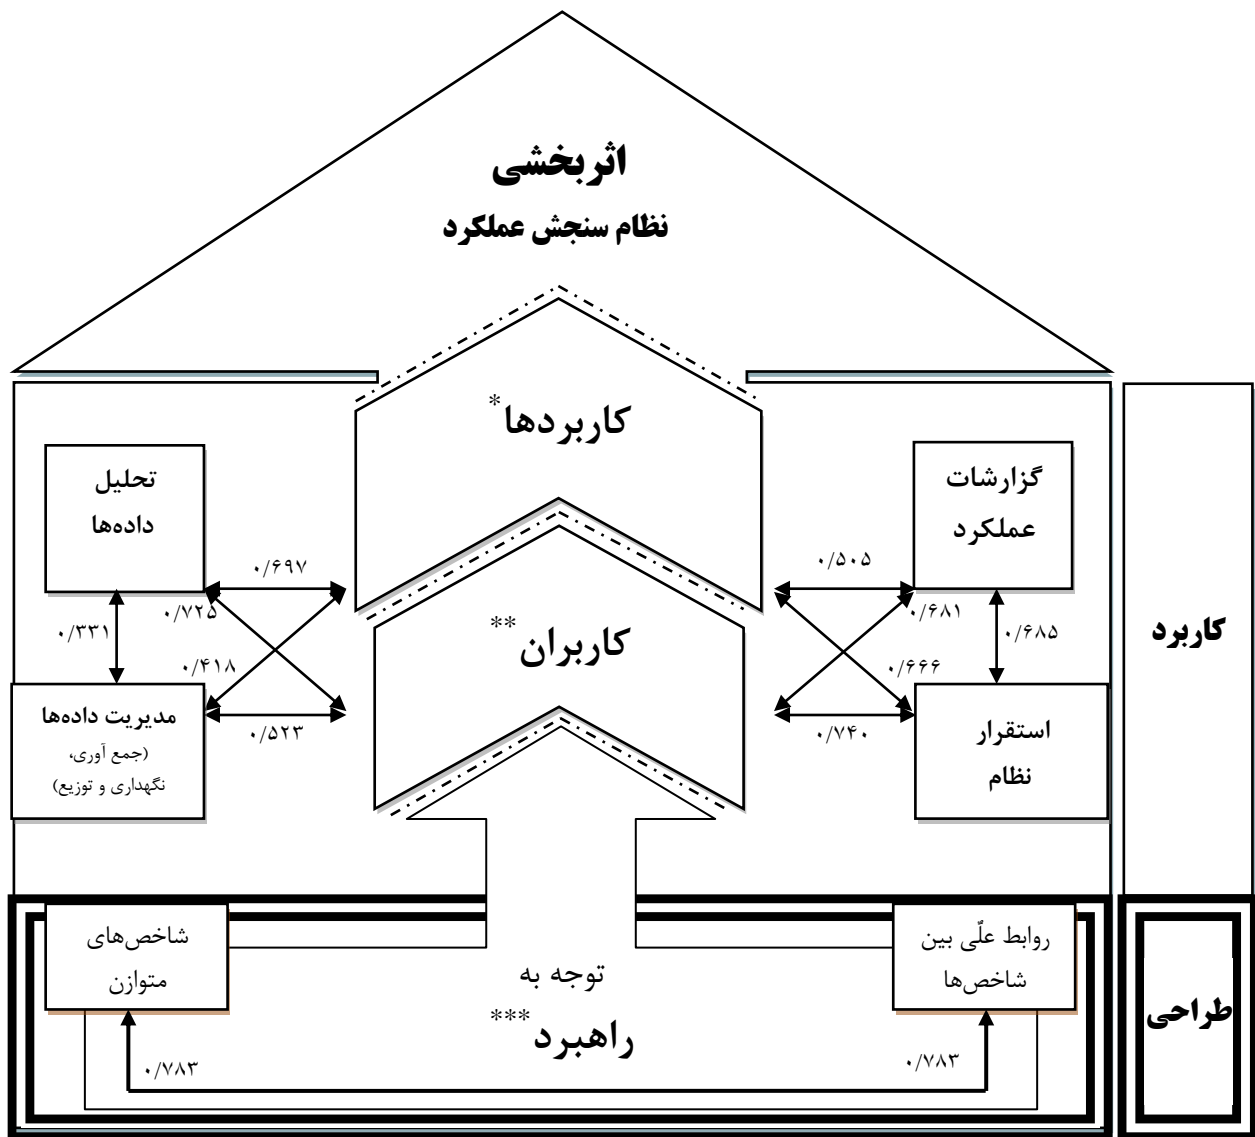 اثربخشی
نظام سنجش عملکرد
کاربردها*
گزارشات
عملکرد
تحلیل
داده‌ها
۰/۵۰۵
۰/۶۹۷
۰/۶۸۱
۰/۷۲۵
۰/۶۸۵
۰/۳۳۱
کاربران**
کاربرد
۰/۶۶۶
۰/۴۱۸
استقرار
نظام
مدیریت داده‌ها
(جمع آوری،
نگهداری و توزیع)
۰/۷۴۰
۰/۵۲۳
روابط علّی بین
شاخص‌ها
شاخص‌های
متوازن
توجه به
راهبرد***
طراحی
۰/۷۸۳
۰/۷۸۳